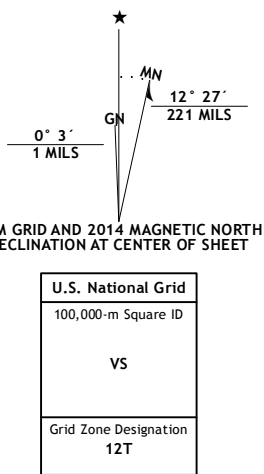 ★
MN
GN
12° 27´
221 MILS
0° 3´
1 MILS
M GRID AND 2014 MAGNETIC NORTH
ECLINATION AT CENTER OF SHEET
U.S. National Grid
100,000-m Square ID
VS
Grid Zone Designation
12T